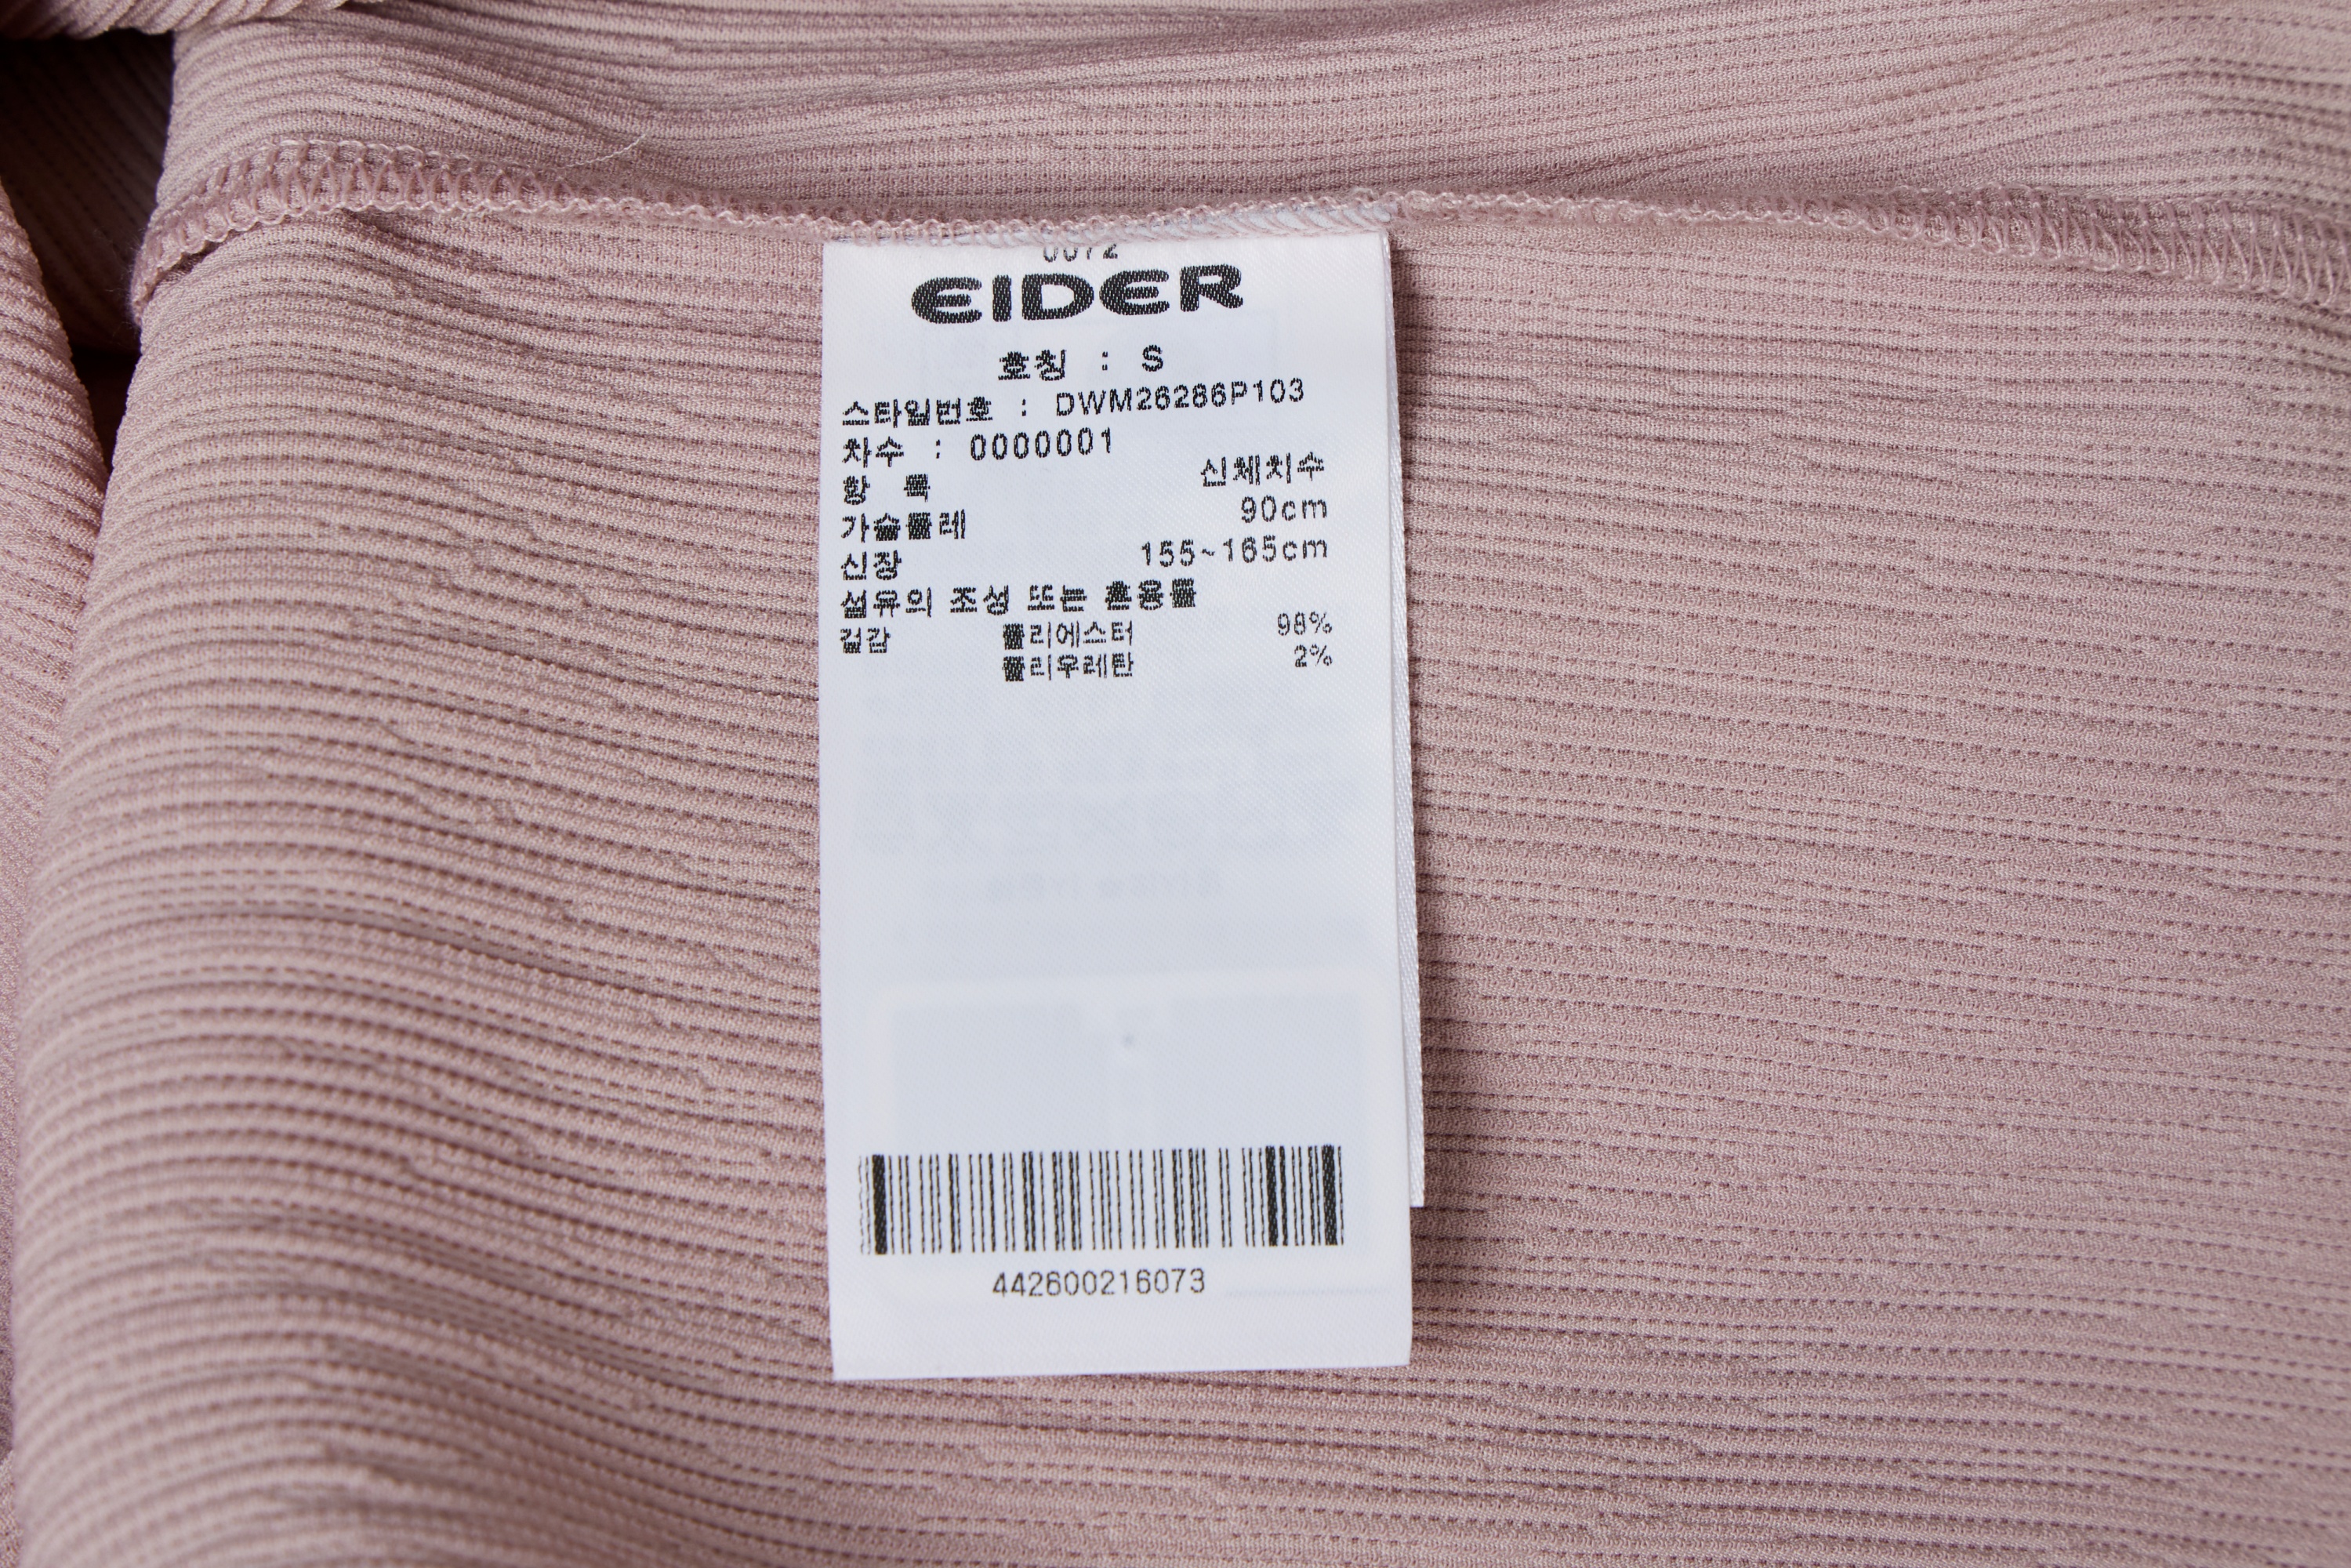 0072
EIDER
호칭 : S
스타일번호 : DWM26286P103
차수 : 0000001
항 목 신체치수
가슴둘레 90cm
신장 155~165cm
섬유의 조성 또는 혼용률
겉감 폴리에스터 98%
폴리우레탄 2%
442600216073